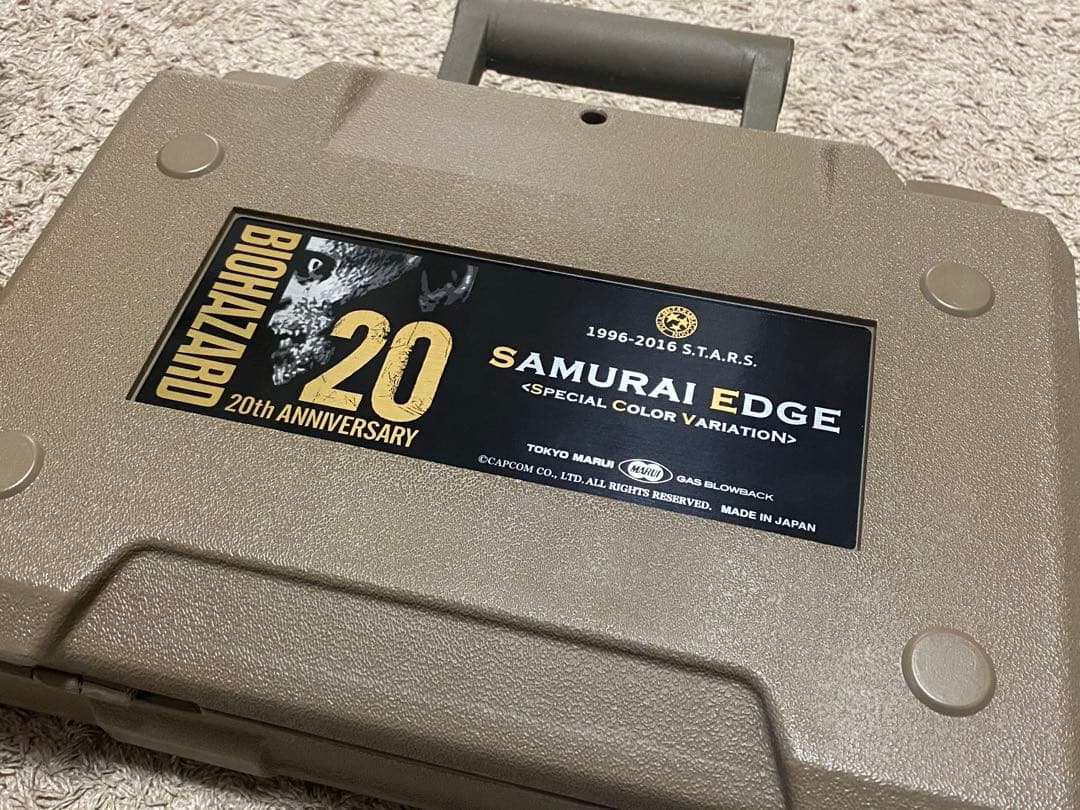 BIOHAZARD
20
20th ANNIVERSARY
1996-2016 S.T.A.R.S.
SAMURAI EDGE
<SPECIAL COLOR VARIATION>
TOKYO MARUI MARUI GAS BLOWBACK
©CAPCOM CO., LTD. ALL RIGHTS RESERVED. MADE IN JAPAN